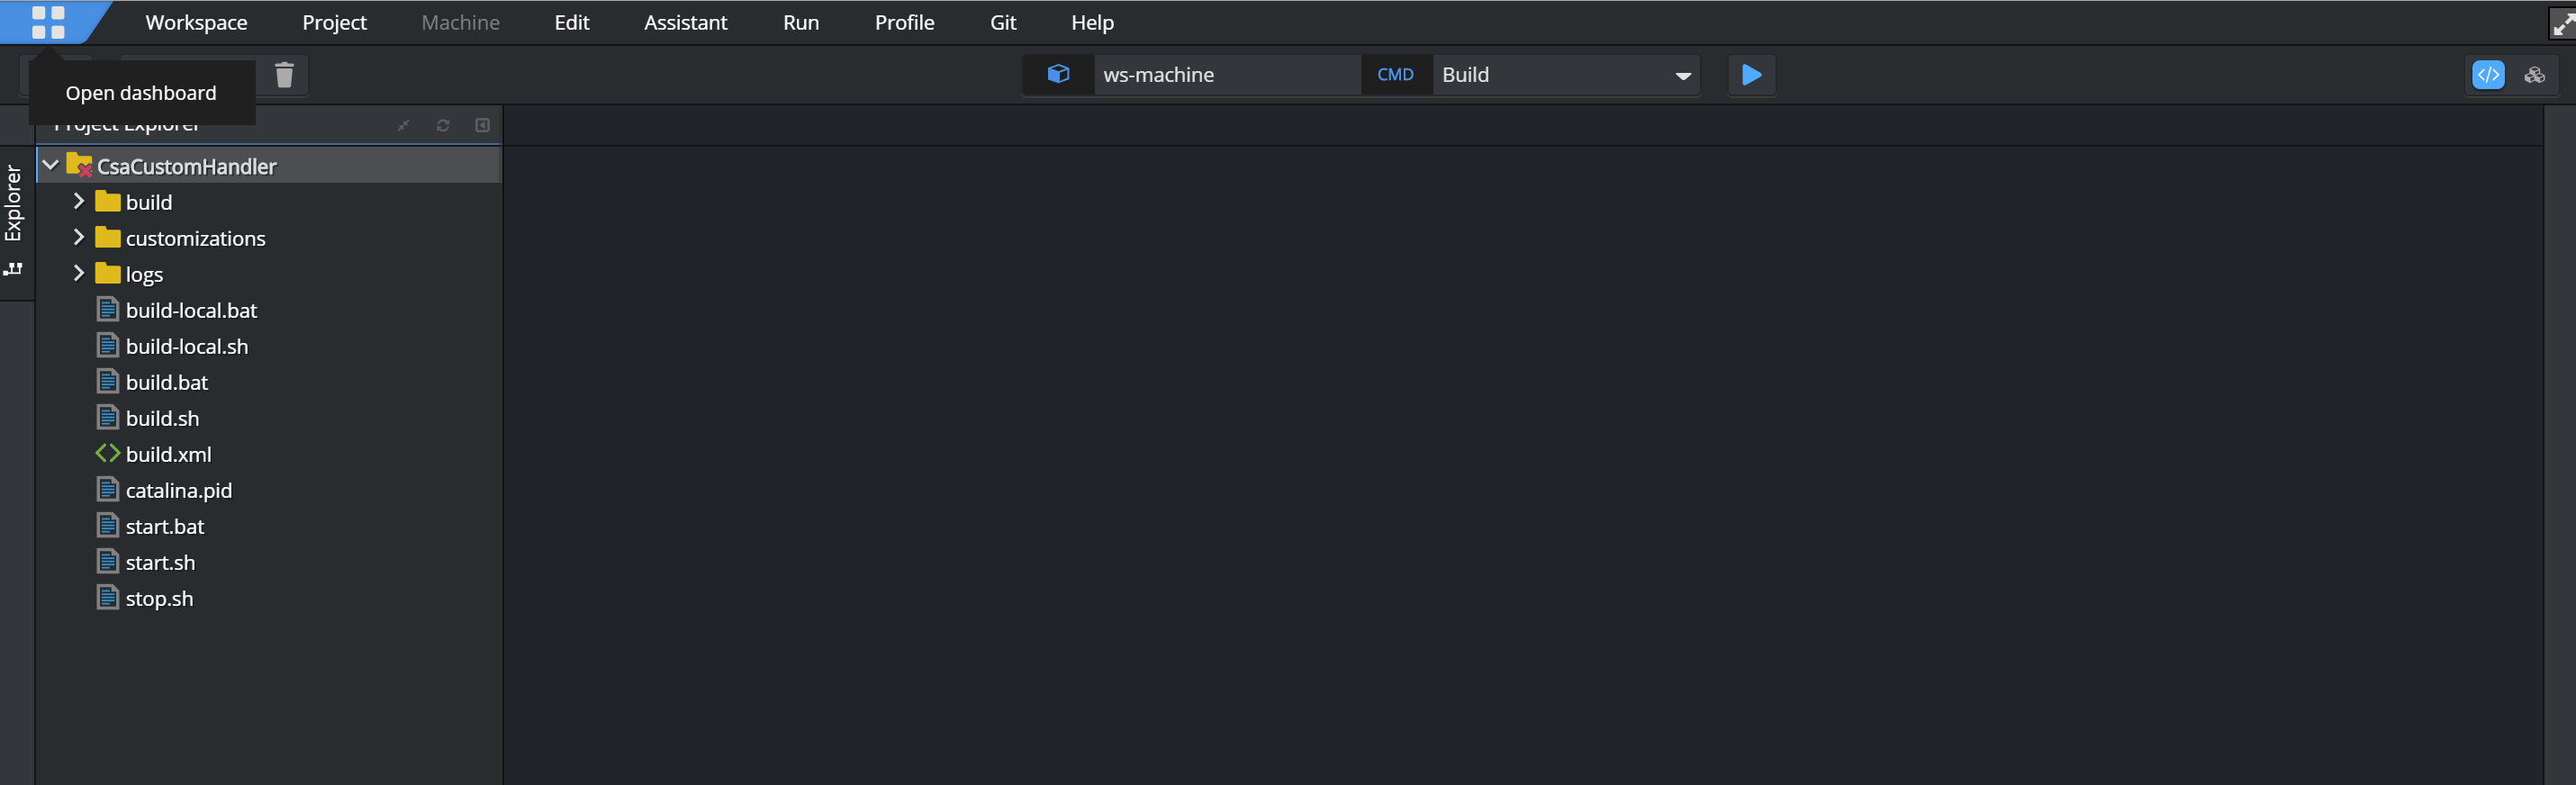 Workspace Project Machine Edit Assistant Run Profile Git Help
Open dashboard
ws-machine CMD Build
Project Explorer
Explorer
CsaCustomHandler
build
customizations
logs
build-local.bat
build-local.sh
build.bat
build.sh
build.xml
catalina.pid
start.bat
start.sh
stop.sh